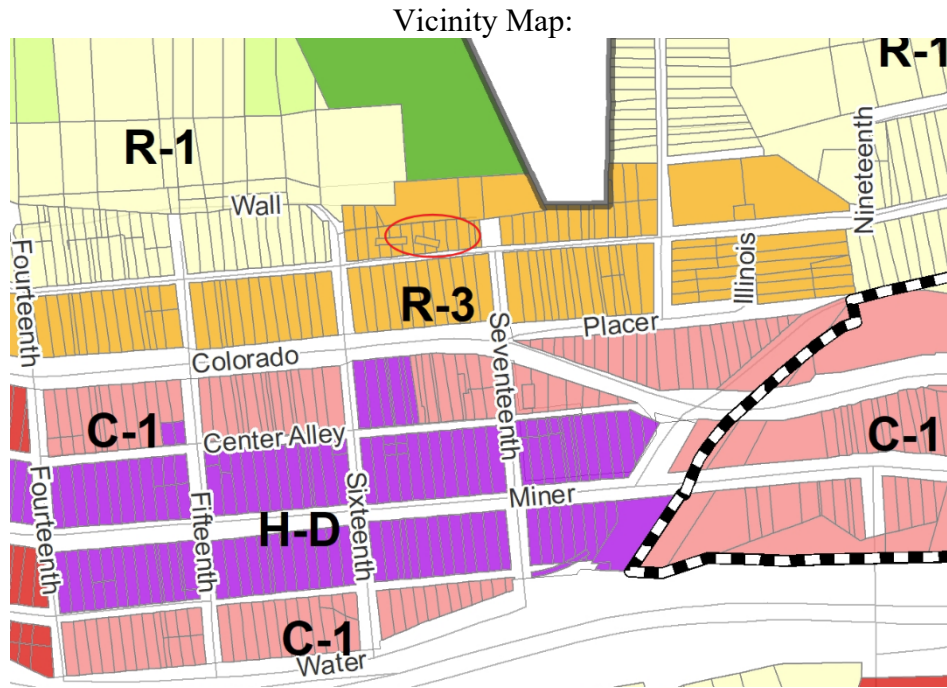 Vicinity Map:
R-1
R-1
Wall
Nineteenth
Fourteenth
Illinois
R-3
Placer
Colorado
Seventeenth
C-1
Center Alley
C-1
Fourteenth
Fifteenth
Sixteenth
Miner
H-D
C-1
Water